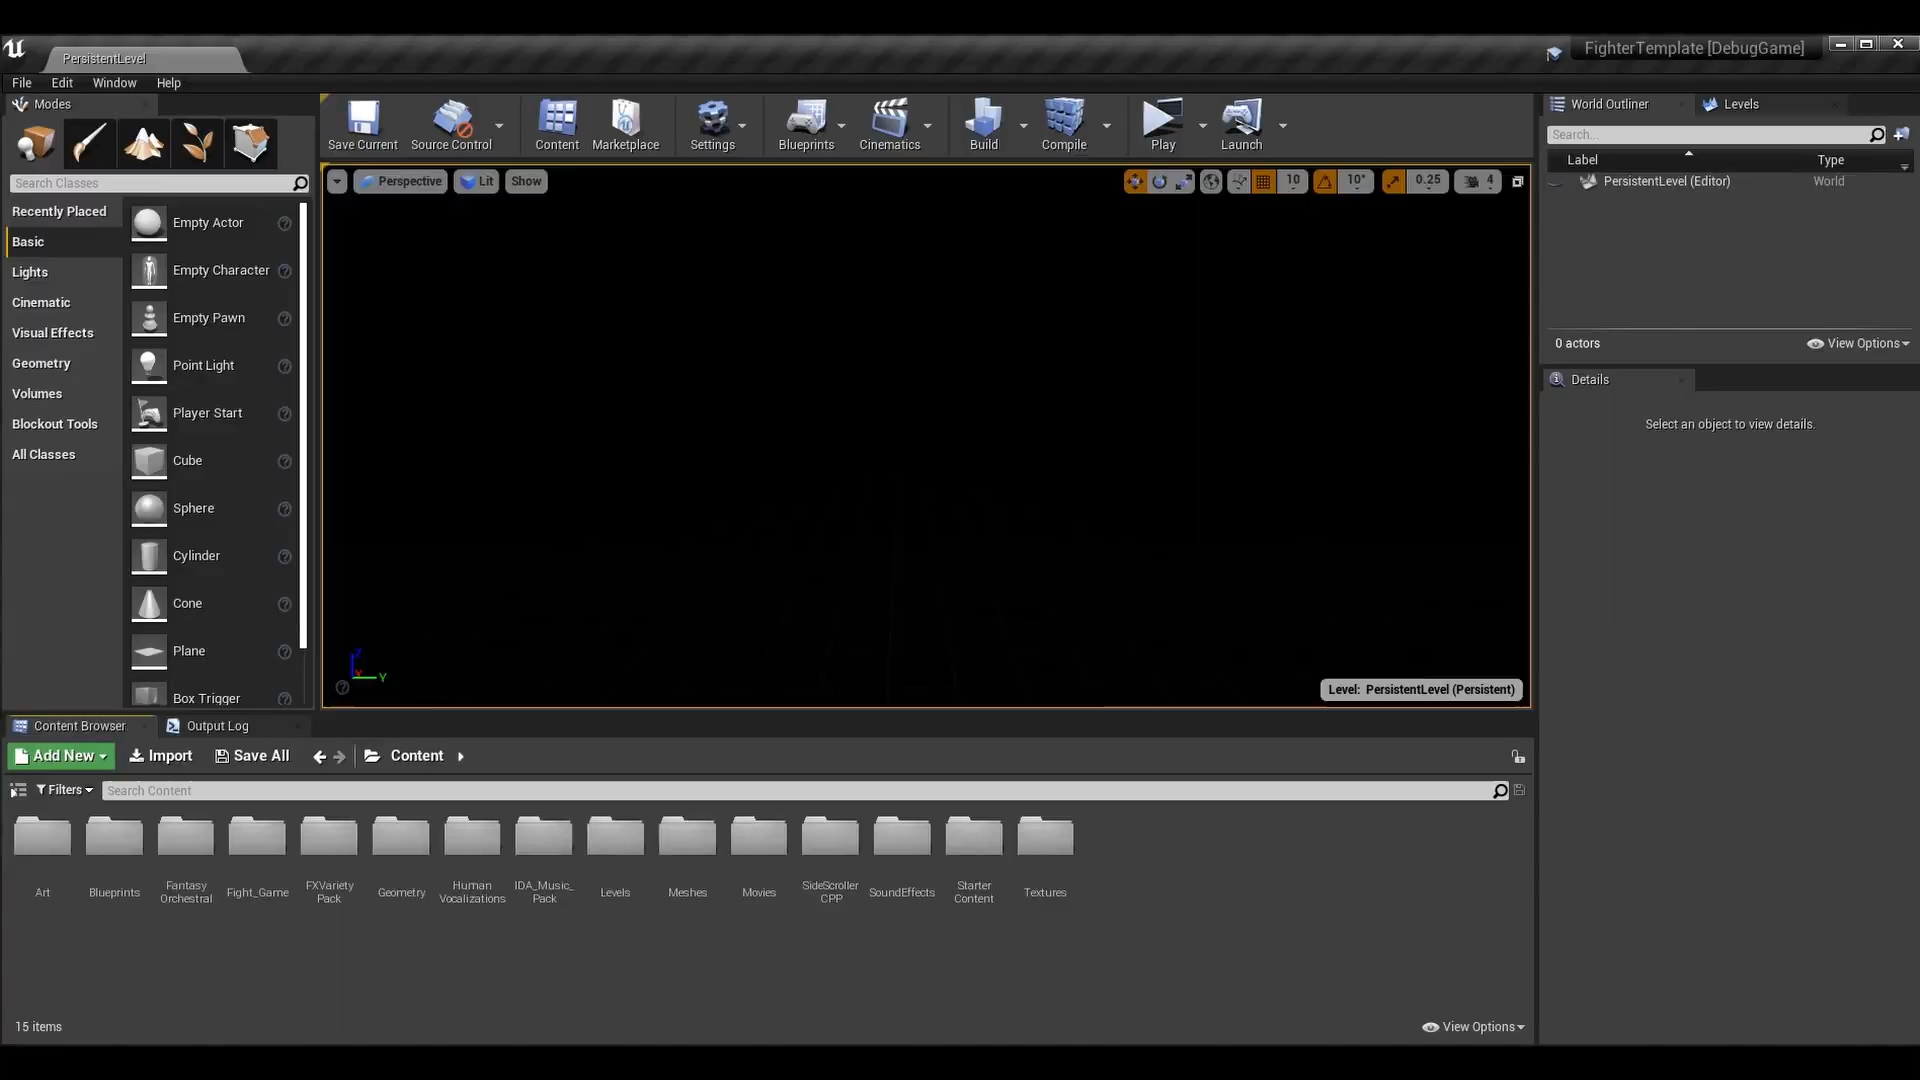 PersistentLevel
FighterTemplate [DebugGame]
File Edit Window Help
Modes
Search Classes
Recently Placed
Basic
Lights
Cinematic
Visual Effects
Geometry
Volumes
Blockout Tools
All Classes
Empty Actor
Empty Character
Empty Pawn
Point Light
Player Start
Cube
Sphere
Cylinder
Cone
Plane
Box Trigger
Save Current Source Control Content Marketplace Settings Blueprints Cinematics Build Compile Play Launch
Perspective Lit Show
10 10° 0.25 4
Z
X
Y
Level: PersistentLevel (Persistent)
World Outliner Levels
Search...
Label Type
PersistentLevel (Editor) World
0 actors View Options
Details
Select an object to view details.
Content Browser Output Log
Add New Import Save All Content
Filters Search Content
Art
Blueprints
Fantasy
Orchestral
Fight_Game
FXVariety
Pack
Geometry
Human
Vocalizations
IDA_Music_
Pack
Levels
Meshes
Movies
SideScroller
CPP
SoundEffects
Starter
Content
Textures
15 items View Options